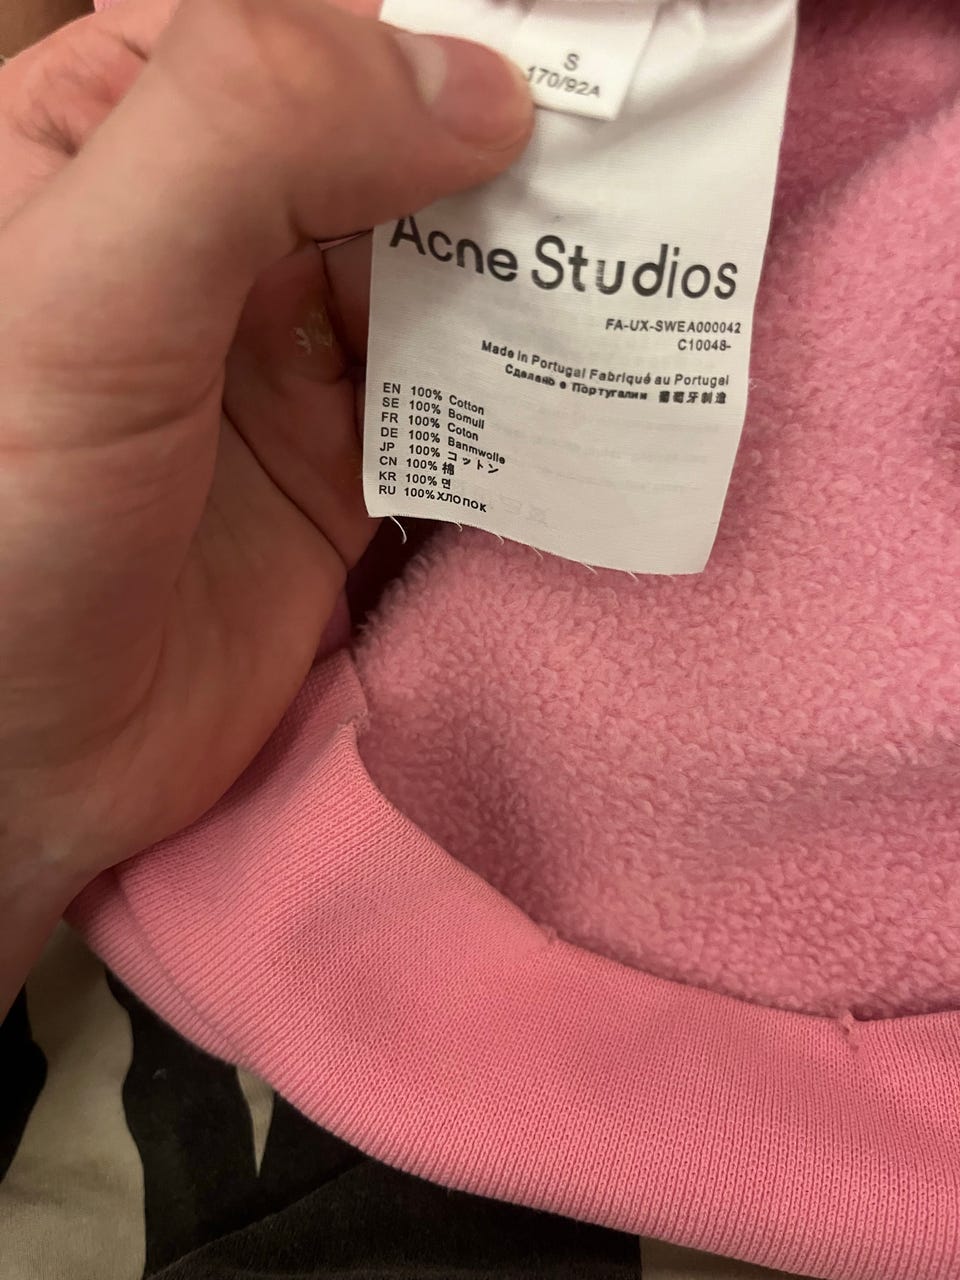 S
170/92A
Acne Studios
FA-UX-SWEA000042
C10048-
Made in Portugal Fabriqué au Portugal
Сделано в Португалии 葡萄牙制造
EN 100% Cotton
SE 100% Bomull
FR 100% Coton
DE 100% Banmwolle
JP 100% コットン
CN 100% 棉
KR 100% 면
RU 100% ХЛОПОК